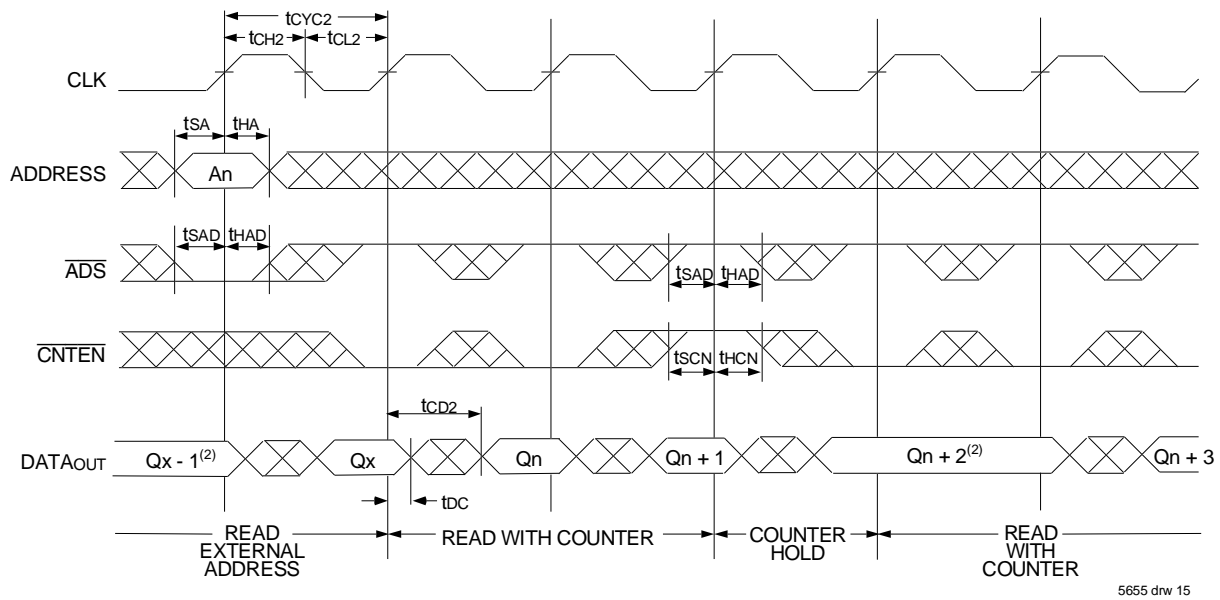 tCYC2
tCH2 tCL2
CLK
tSA tHA
ADDRESS An
tSAD tHAD
ADS
tSAD tHAD
CNTEN
tSCN tHCN
tCD2
DATAOUT Qx - 1(2) Qx Qn Qn + 1 Qn + 2(2) Qn + 3
tDC
READ EXTERNAL ADDRESS
READ WITH COUNTER
COUNTER HOLD
READ WITH COUNTER
5655 drw 15